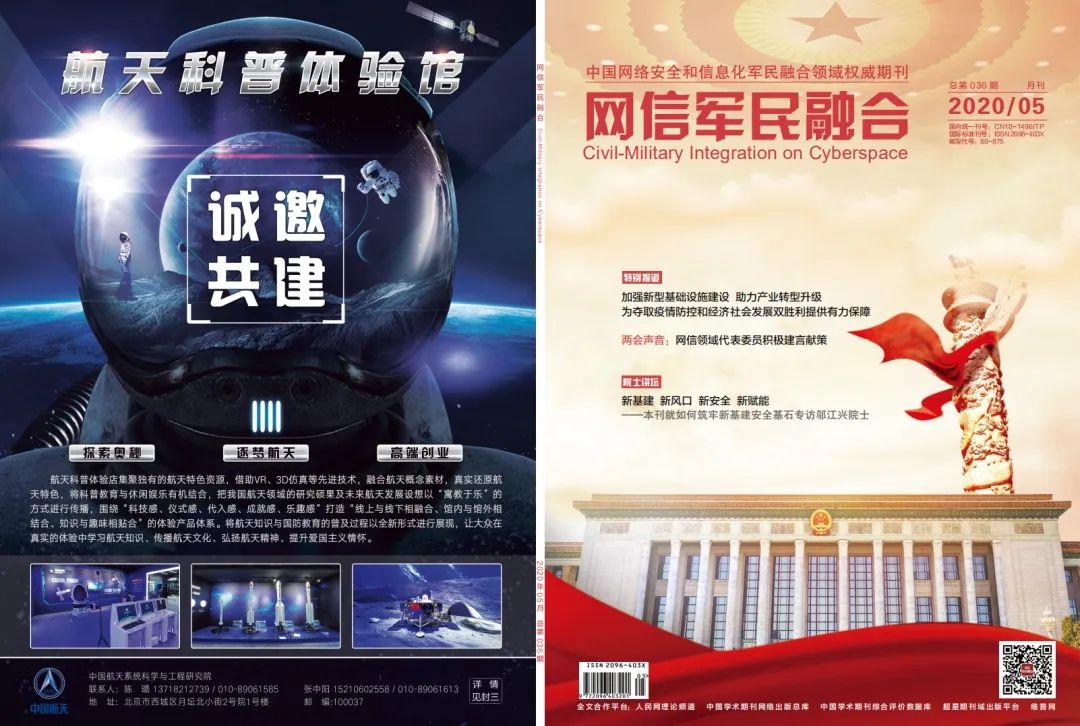 航天科普体验馆
诚邀
共建
探索奥秘
逐梦航天
高端创业
航天科普体验店集聚独有的航天特色资源，借助VR、3D仿真等先进技术，融合航天概念素材，真实还原航
天特色，将科普教育与休闲娱乐有机结合，把我国航天领域的研究硕果及未来航天发展设想以“寓教于乐”的
方式进行传播，围绕“科技感、仪式感、代入感、成就感、乐趣感”打造“线上与线下相融合、馆内与馆外相
结合、知识与趣味相贴合”的体验产品体系。将航天知识与国防教育的普及过程以全新形式进行展现，让大众在
真实的体验中学习航天知识、传播航天文化、弘扬航天精神、提升爱国主义情怀。
中国航天
中国航天系统科学与工程研究院
联系人：陈　璐 13718212739 / 010-89061585
张中阳 15210602558 / 010-89061613
地　址：北京市西城区月坛北小街2号院1号楼
邮　编:100037
详 情
见封三
网信军民融合 Civil-Military Integration on Cyberspace
2020年05月 总第036期
中国网络安全和信息化军民融合领域权威期刊
网信军民融合
Civil-Military Integration on Cyberspace
总第 036 期　月刊
2020/05
国内统一刊号：CN10-1496/TP
国际标准刊号：ISSN 2096-403X
邮发代号：80-875
特别报道
加强新型基础设施建设 助力产业转型升级
为夺取疫情防控和经济社会发展双胜利提供有力保障
两会声音：网信领域代表委员积极建言献策
院士讲坛
新基建 新风口 新安全 新赋能
——本刊就如何筑牢新基建安全基石专访邬江兴院士
ISSN 2096-403X
05
9 772096 403201
全文合作平台：人民网理论频道　中国学术期刊网络出版总库　中国学术期刊综合评价数据库　超星期刊域出版平台　维普网